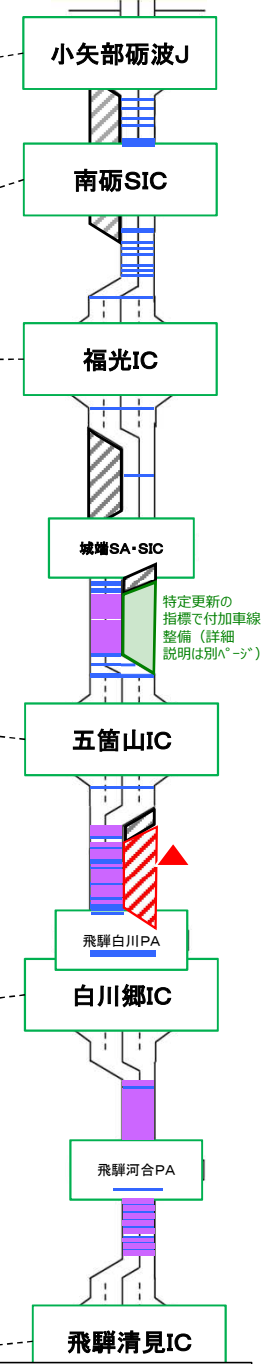 小矢部砺波J
南砺SIC
福光IC
城端SA・SIC
特定更新の
指標で付加車線
整備（詳細
説明は別ﾍﾟｰｼﾞ）
五箇山IC
飛騨白川PA
白川郷IC
飛騨河合PA
飛騨清見IC